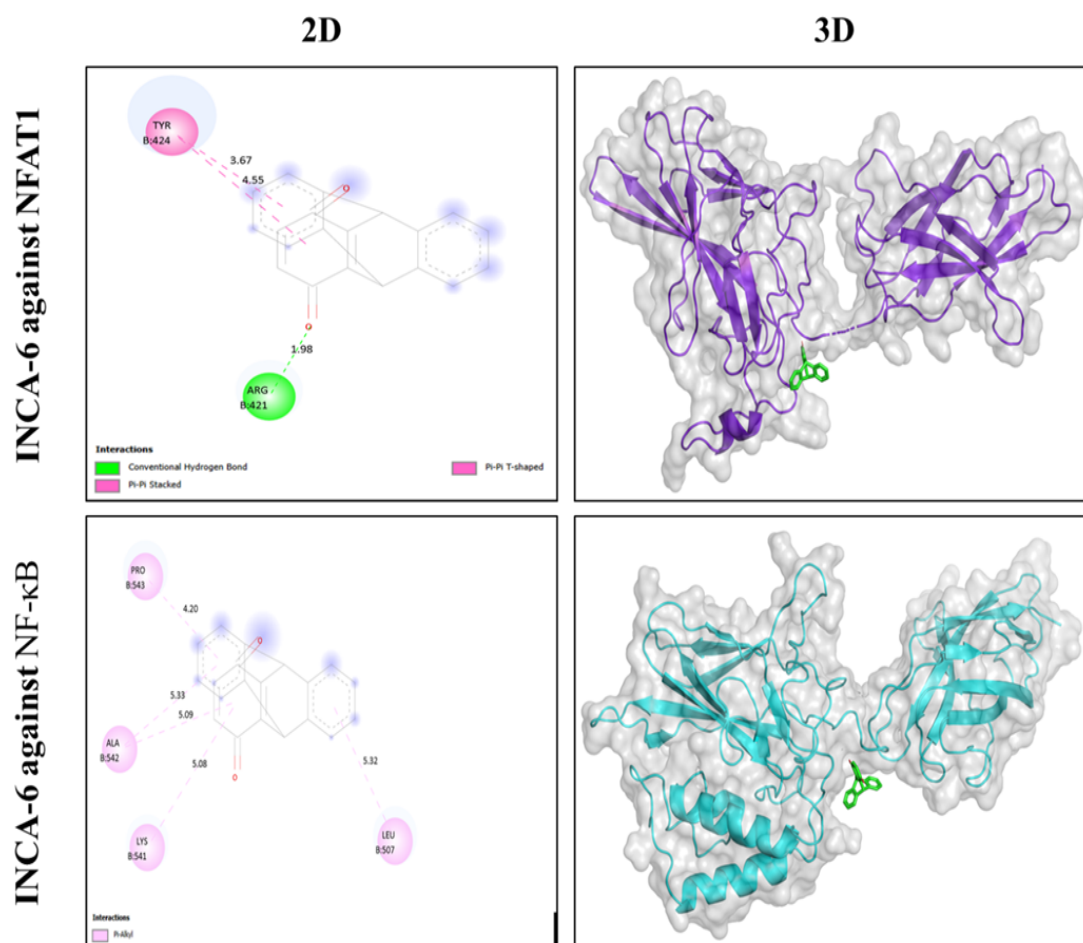 2D
3D
INCA-6 against NFAT1
TYR
B:424
3.67
4.55
O
O
1.98
ARG
B:421
Interactions
Conventional Hydrogen Bond
Pi-Pi Stacked
Pi-Pi T-shaped
INCA-6 against NF-κB
PRO
B:543
4.20
O
5.33
5.09
ALA
B:542
5.08
O
5.32
LYS
B:541
LEU
B:507
Interactions
Pi-Alkyl